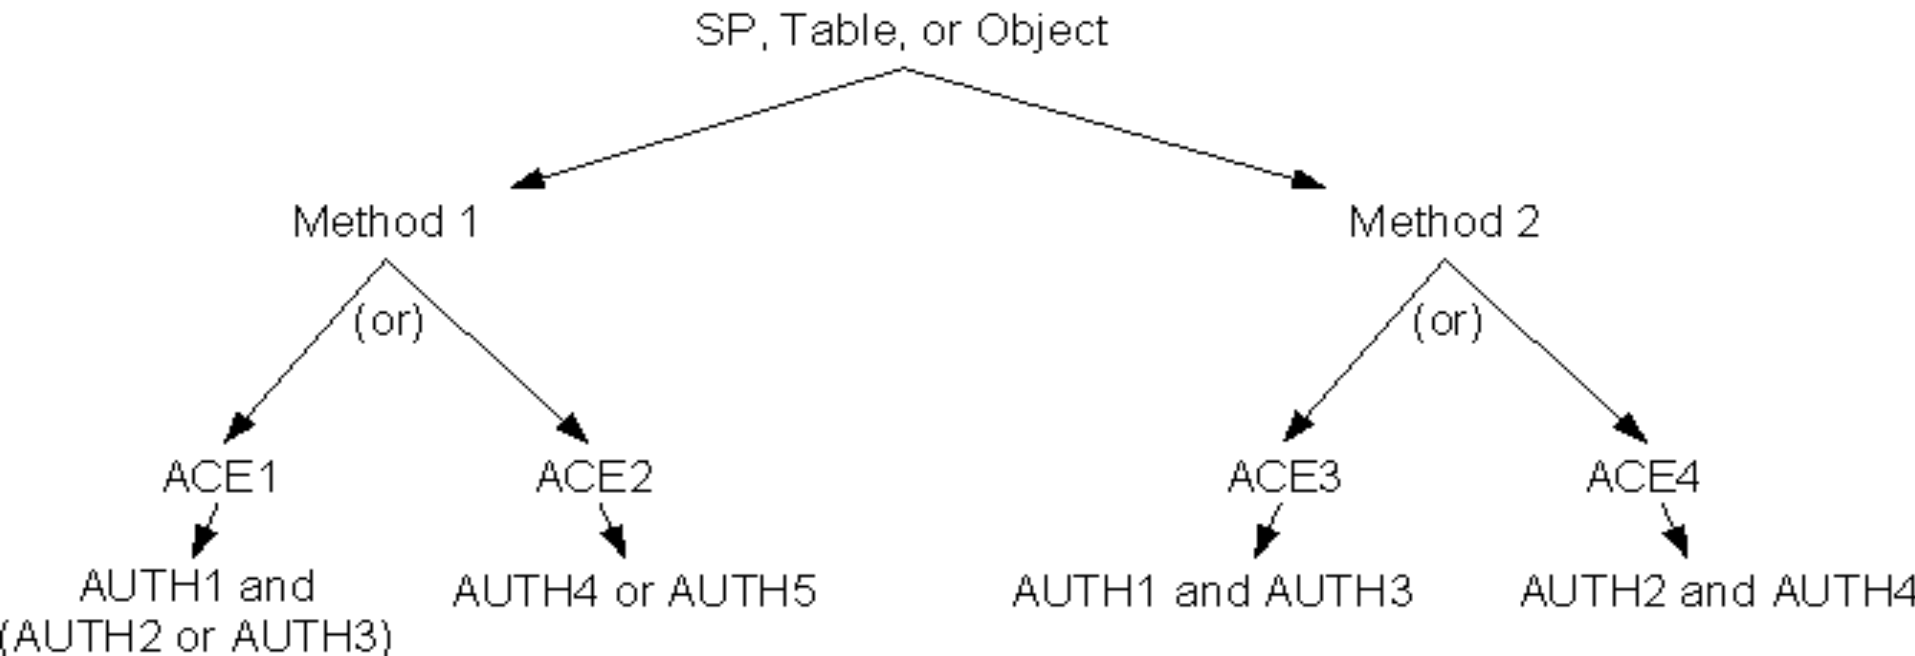 SP, Table, or Object
Method 1
Method 2
(or)
(or)
ACE1
ACE2
ACE3
ACE4
AUTH1 and
(AUTH2 or AUTH3)
AUTH4 or AUTH5
AUTH1 and AUTH3
AUTH2 and AUTH4